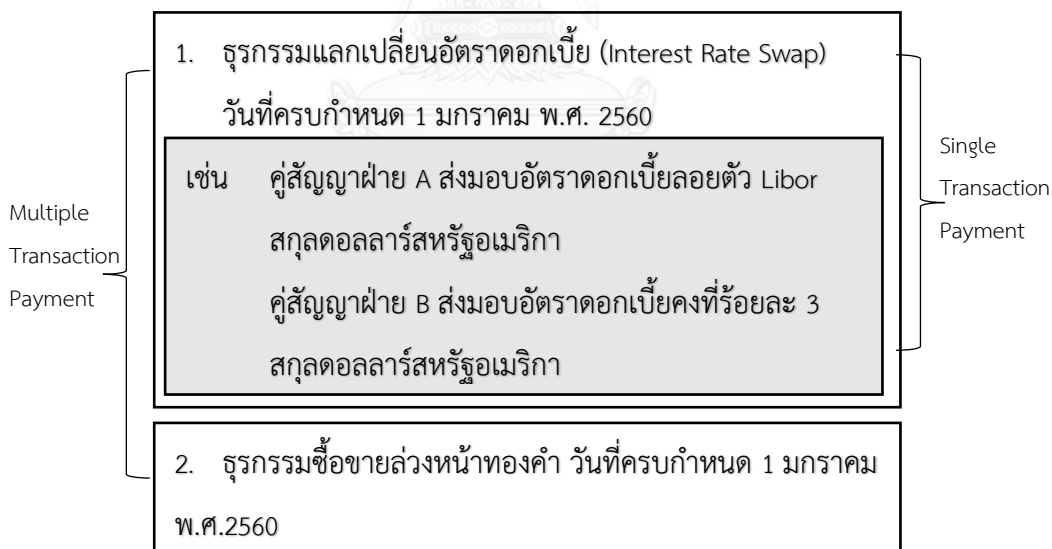 1. ธุรกรรมแลกเปลี่ยนอัตราดอกเบี้ย (Interest Rate Swap)
วันที่ครบกำหนด 1 มกราคม พ.ศ. 2560
เช่น คู่สัญญาฝ่าย A ส่งมอบอัตราดอกเบี้ยลอยตัว Libor
สกุลดอลลาร์สหรัฐอเมริกา
คู่สัญญาฝ่าย B ส่งมอบอัตราดอกเบี้ยคงที่ร้อยละ 3
สกุลดอลลาร์สหรัฐอเมริกา
Single
Transaction
Payment
Multiple
Transaction
Payment
2. ธุรกรรมซื้อขายล่วงหน้าทองคำ วันที่ครบกำหนด 1 มกราคม
พ.ศ.2560